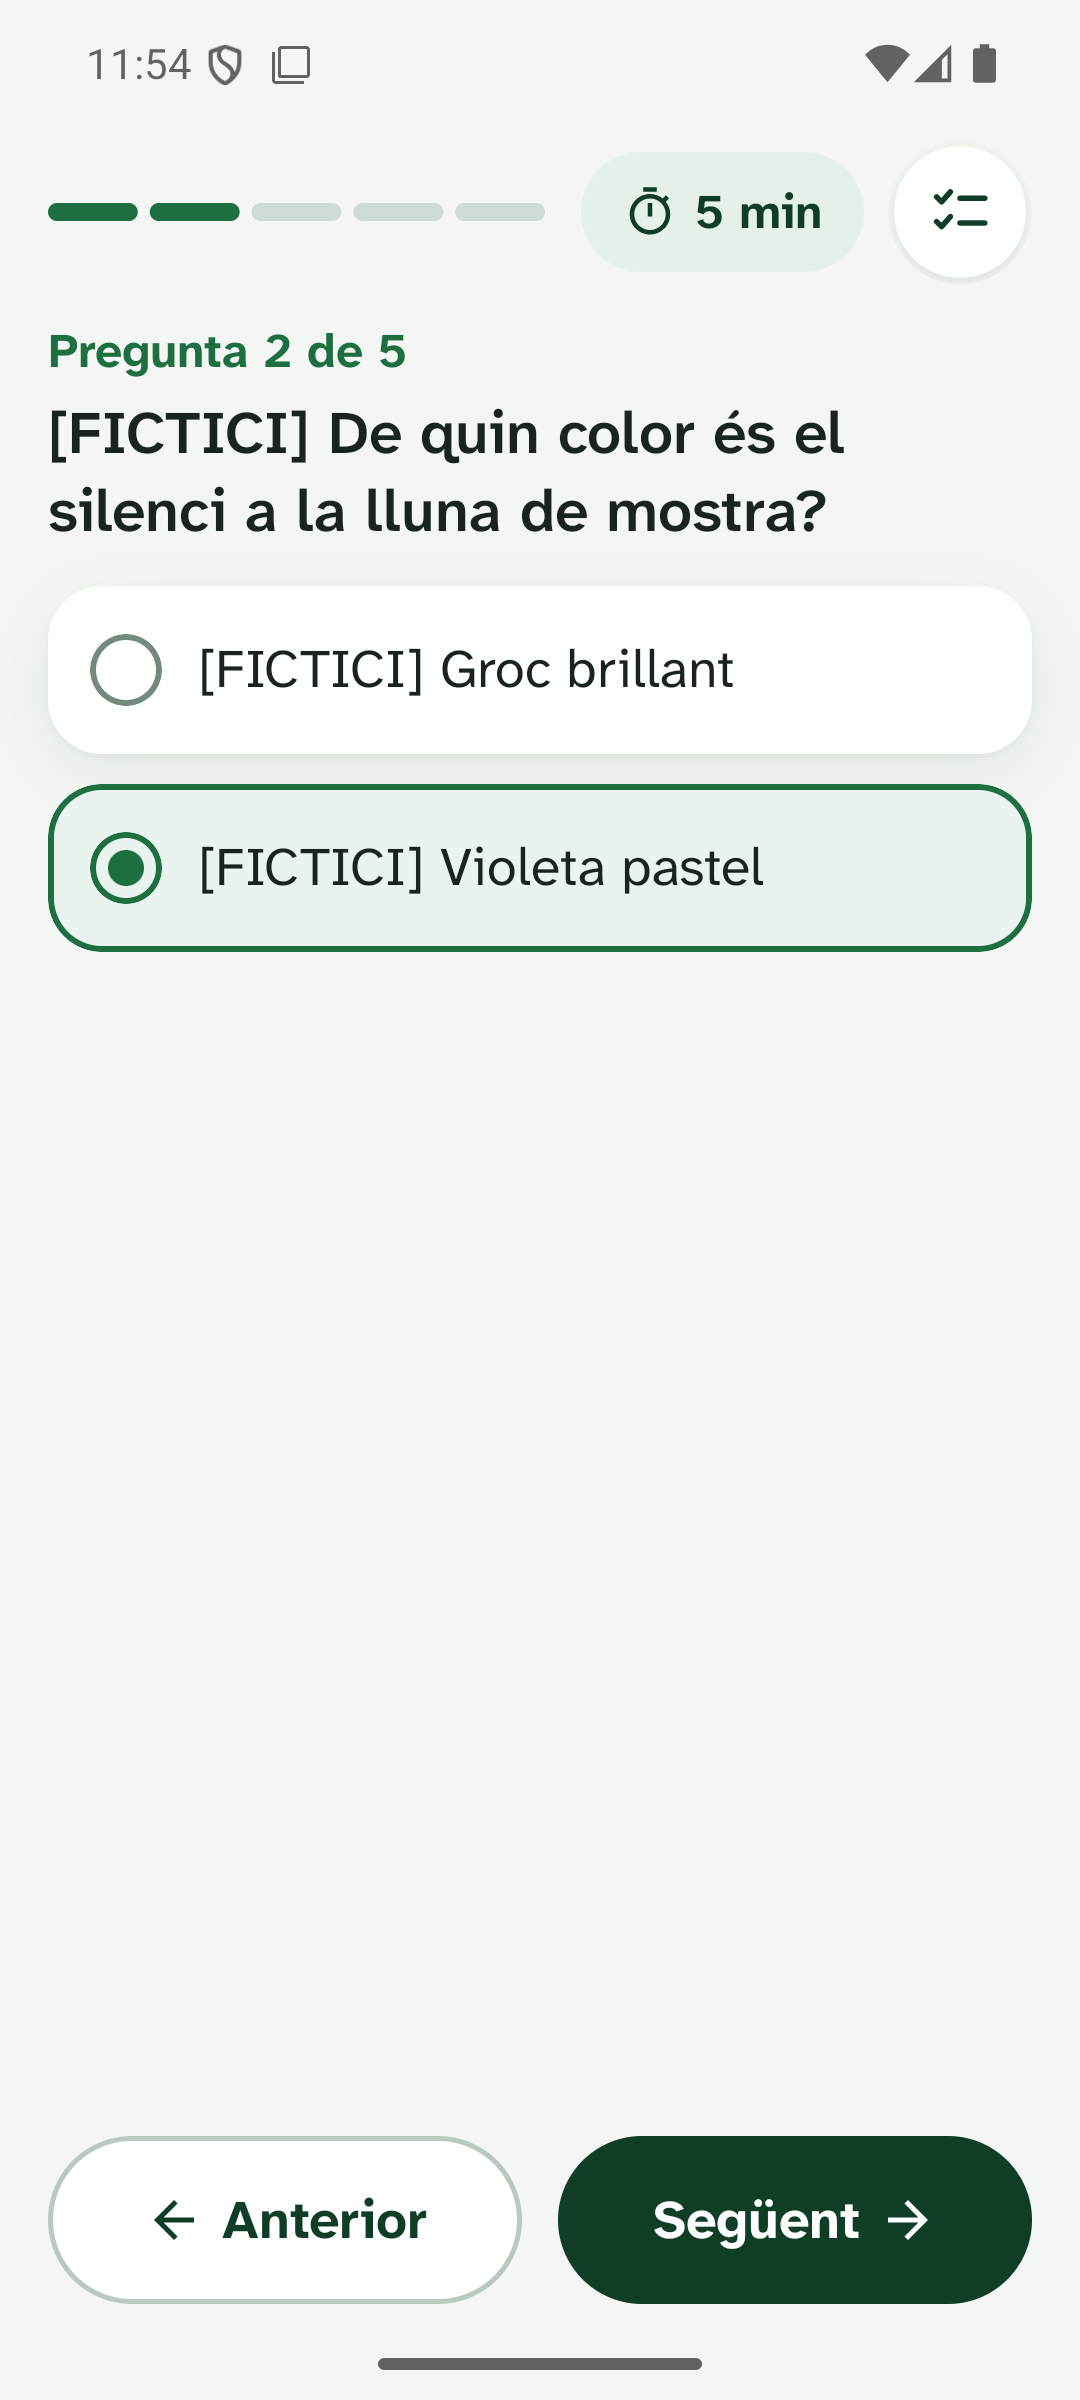 11:54
5 min
Pregunta 2 de 5
[FICTICI] De quin color és el
silenci a la lluna de mostra?
[FICTICI] Groc brillant
[FICTICI] Violeta pastel
Anterior
Següent